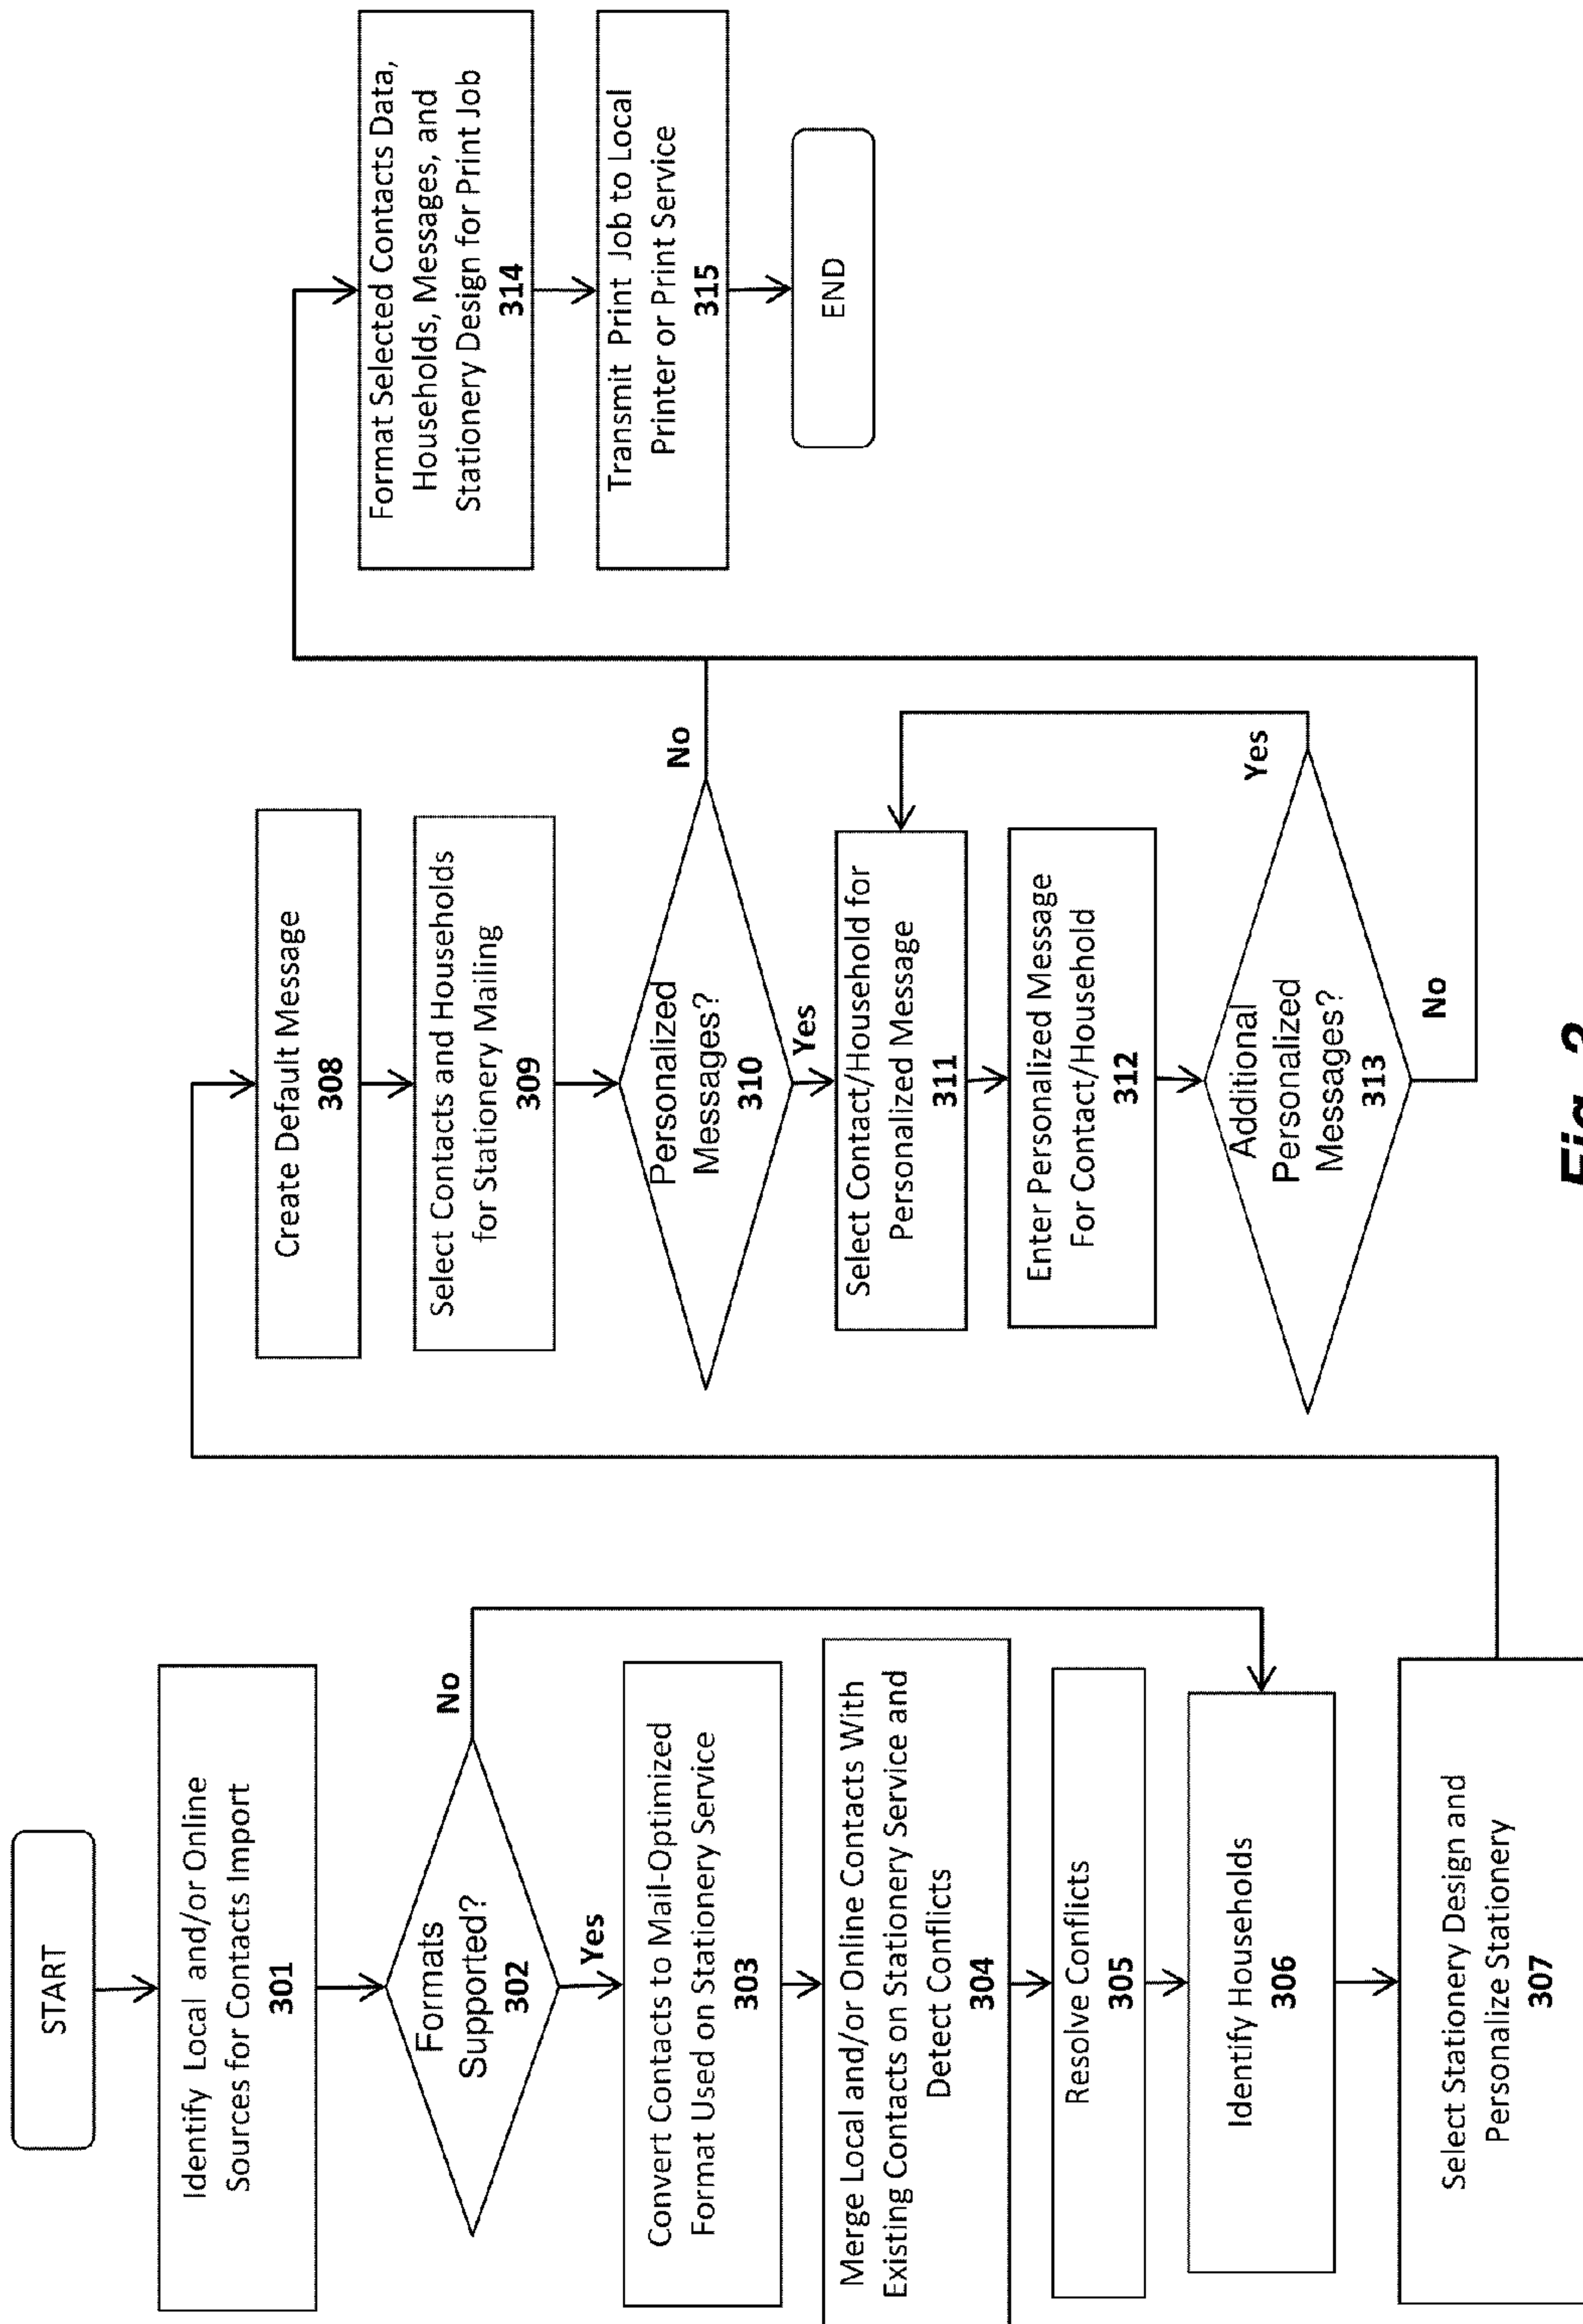 START
Identify Local and/or Online
Sources for Contacts Import
301
Formats
Supported?
302
No
Yes
Convert Contacts to Mail-Optimized
Format Used on Stationery Service
303
Merge Local and/or Online Contacts With
Existing Contacts on Stationery Service and
Detect Conflicts
304
Resolve Conflicts
305
Identify Households
306
Select Stationery Design and
Personalize Stationery
307
Create Default Message
308
Select Contacts and Households
for Stationery Mailing
309
Personalized
Messages?
310
No
Yes
Select Contact/Household for
Personalized Message
311
Enter Personalized Message
For Contact/Household
312
Additional
Personalized
Messages?
313
Yes
No
Format Selected Contacts Data,
Households, Messages, and
Stationery Design for Print Job
314
Transmit Print Job to Local
Printer or Print Service
315
END
Fig.